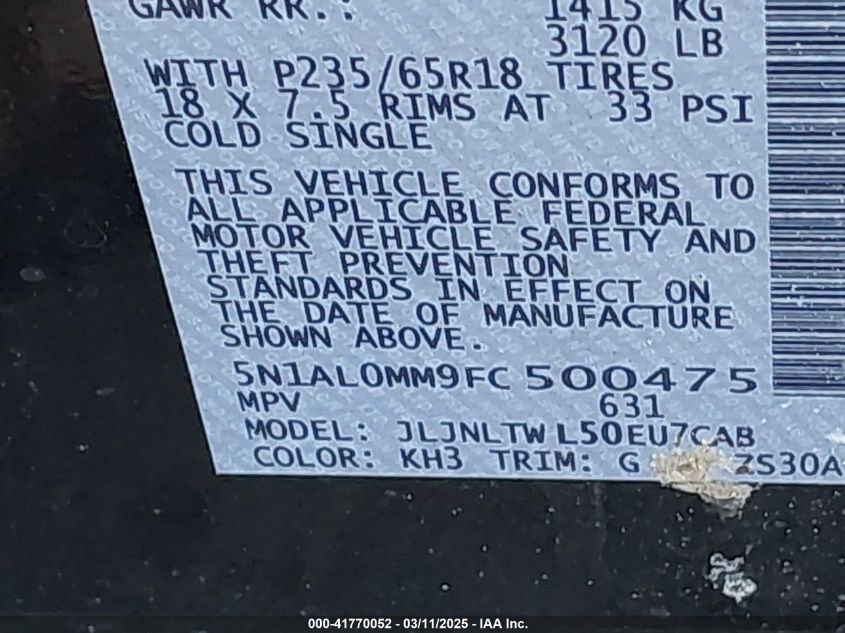 GAWR RR.: 1415 KG
3120 LB
WITH P235/65R18 TIRES
18 X 7.5 RIMS AT 33 PSI
COLD SINGLE
THIS VEHICLE CONFORMS TO
ALL APPLICABLE FEDERAL
MOTOR VEHICLE SAFETY AND
THEFT PREVENTION
STANDARDS IN EFFECT ON
THE DATE OF MANUFACTURE
SHOWN ABOVE.
5N1AL0MM9FC500475
MPV 631
MODEL: JLJNLTWL50EU7CAB
COLOR: KH3 TRIM: G ZS30A
000-41770052 - 03/11/2025 - IAA Inc.